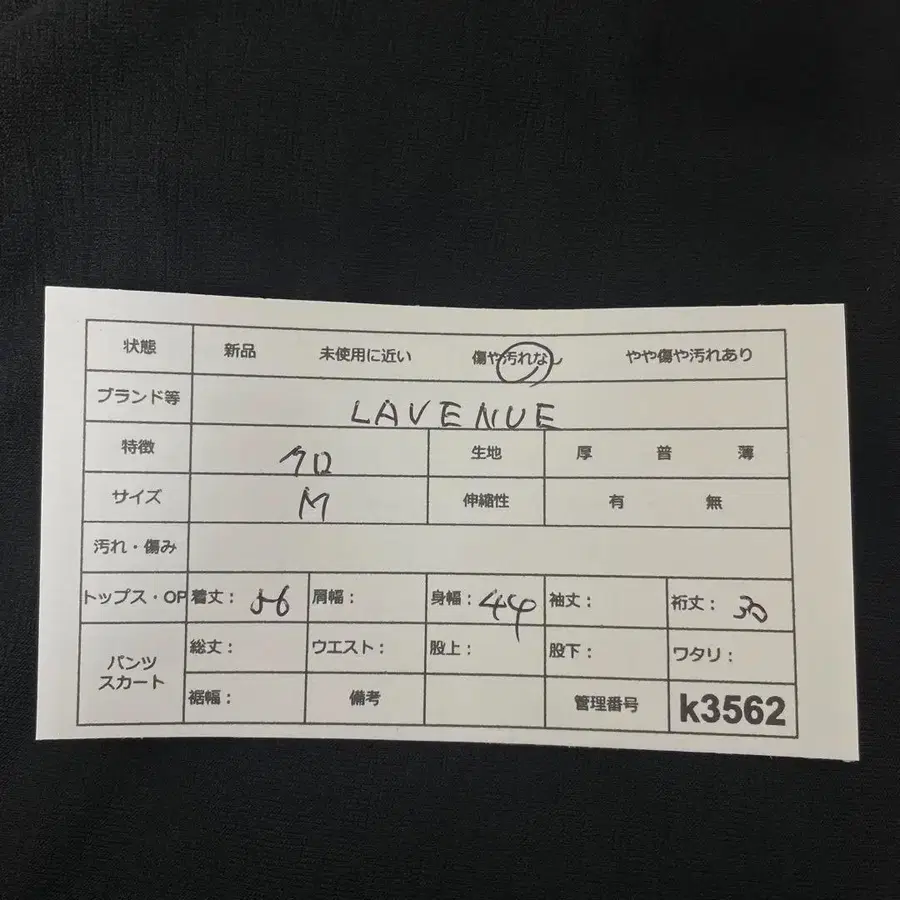 状態 新品 未使用に近い 傷や汚れなし やや傷や汚れあり
ブランド等 LAVENUE
特徴 クロ 生地 厚 普 薄
サイズ M 伸縮性 有 無
汚れ・傷み
トップス・OP 着丈: 56 肩幅: 身幅: 44 袖丈: 裄丈: 30
パンツ スカート 総丈: ウエスト: 股上: 股下: ワタリ:
裾幅: 備考 管理番号 k3562